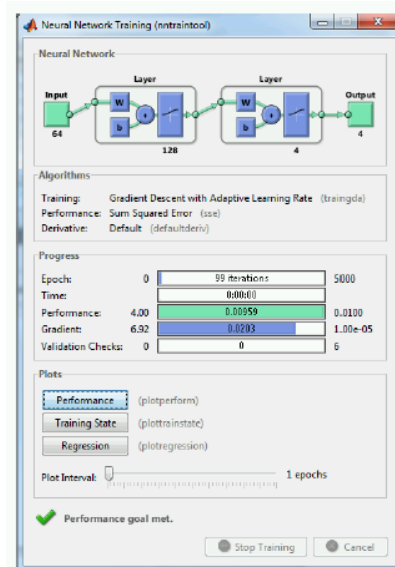 Neural Network Training (nntraintool)
Neural Network
Layer Layer
Input Output
W W
b b
+ +
64 128 4 4
Algorithms
Training: Gradient Descent with Adaptive Learning Rate (traingda)
Performance: Sum Squared Error (sse)
Derivative: Default (defaultderiv)
Progress
Epoch: 0 99 iterations 5000
Time: 0:00:00
Performance: 4.00 0.00959 0.0100
Gradient: 6.92 0.0203 1.00e-05
Validation Checks: 0 0 6
Plots
Performance (plotperform)
Training State (plottrainstate)
Regression (plotregression)
Plot Interval: 1 epochs
Performance goal met.
Stop Training Cancel